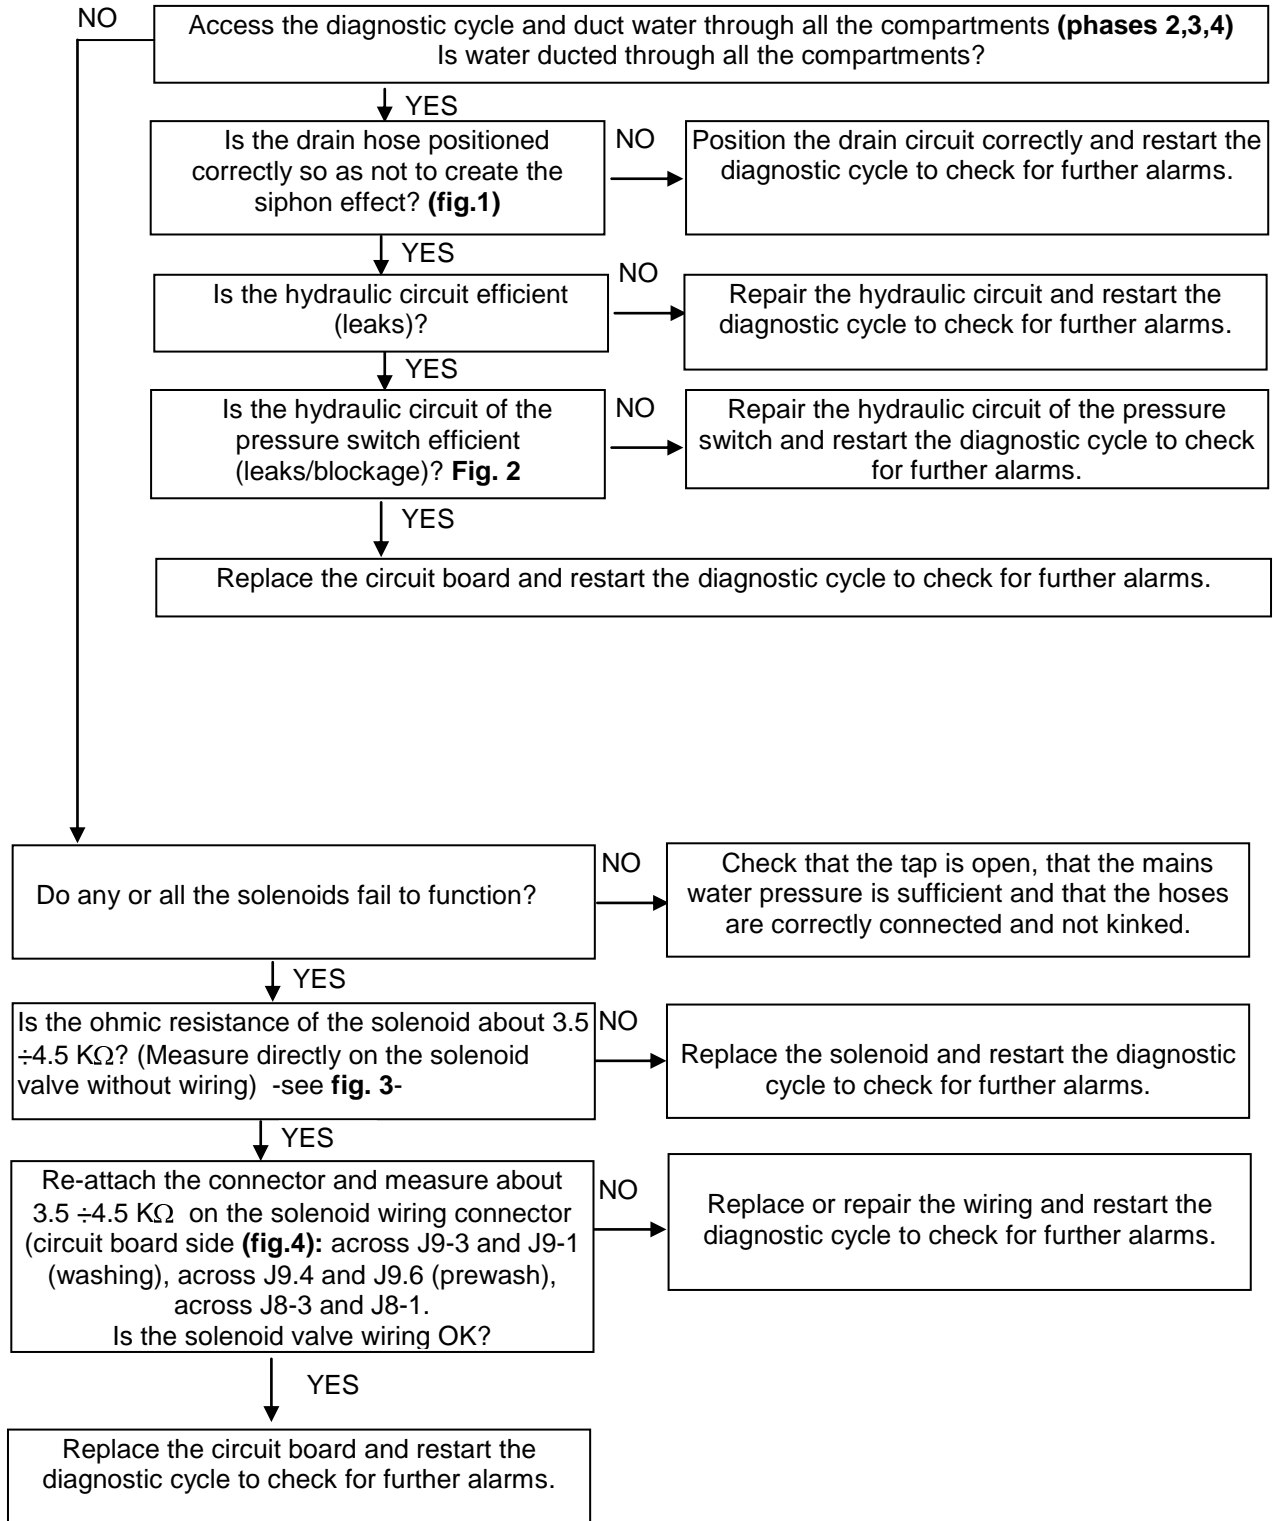 NO
Access the diagnostic cycle and duct water through all the compartments (phases 2,3,4)
Is water ducted through all the compartments?
YES
Is the drain hose positioned
correctly so as not to create the
siphon effect? (fig.1)
NO
Position the drain circuit correctly and restart the
diagnostic cycle to check for further alarms.
YES
Is the hydraulic circuit efficient
(leaks)?
NO
Repair the hydraulic circuit and restart the
diagnostic cycle to check for further alarms.
YES
Is the hydraulic circuit of the
pressure switch efficient
(leaks/blockage)? Fig. 2
NO
Repair the hydraulic circuit of the pressure
switch and restart the diagnostic cycle to check
for further alarms.
YES
Replace the circuit board and restart the diagnostic cycle to check for further alarms.
Do any or all the solenoids fail to function?
NO
Check that the tap is open, that the mains
water pressure is sufficient and that the hoses
are correctly connected and not kinked.
YES
Is the ohmic resistance of the solenoid about 3.5
÷4.5 KΩ? (Measure directly on the solenoid
valve without wiring) -see fig. 3-
NO
Replace the solenoid and restart the diagnostic
cycle to check for further alarms.
YES
Re-attach the connector and measure about
3.5 ÷4.5 KΩ on the solenoid wiring connector
(circuit board side (fig.4): across J9-3 and J9-1
(washing), across J9.4 and J9.6 (prewash),
across J8-3 and J8-1.
Is the solenoid valve wiring OK?
NO
Replace or repair the wiring and restart the
diagnostic cycle to check for further alarms.
YES
Replace the circuit board and restart the
diagnostic cycle to check for further alarms.